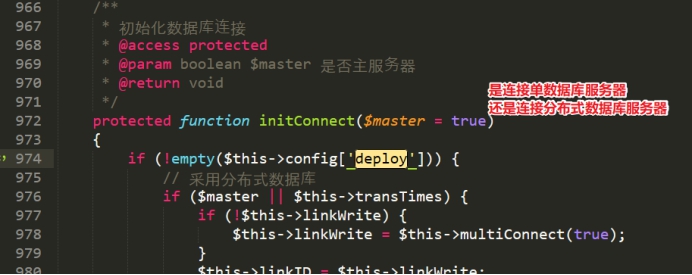 966 /**
967 * 初始化数据库连接
968 * @access protected
969 * @param boolean $master 是否主服务器
970 * @return void
971 */
是连接单数据库服务器
还是连接分布式数据库服务器
972 protected function initConnect($master = true)
973 {
974 if (!empty($this->config['deploy'])) {
975 // 采用分布式数据库
976 if ($master || $this->transTimes) {
977 if (!$this->linkWrite) {
978 $this->linkWrite = $this->multiConnect(true);
979 }
980 $this->linkID = $this->linkWrite;